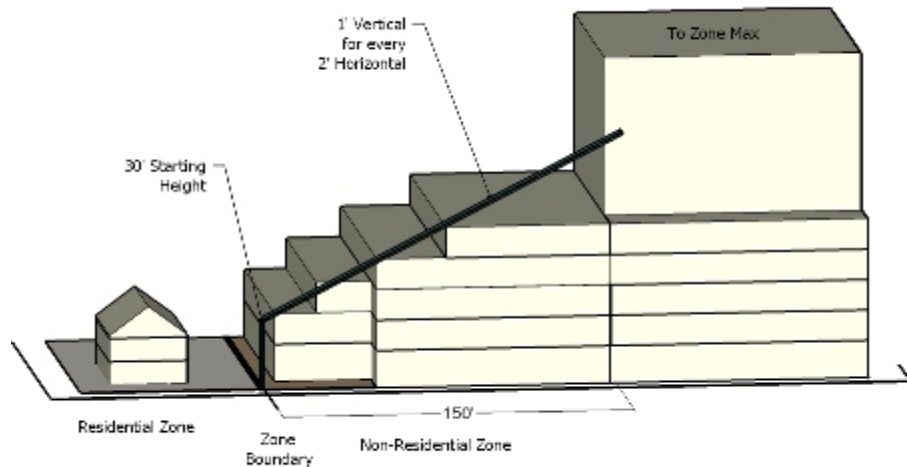 1' Vertical
for every
2' Horizontal
To Zone Max
30' Starting
Height
150'
Residential Zone
Zone
Boundary
Non-Residential Zone